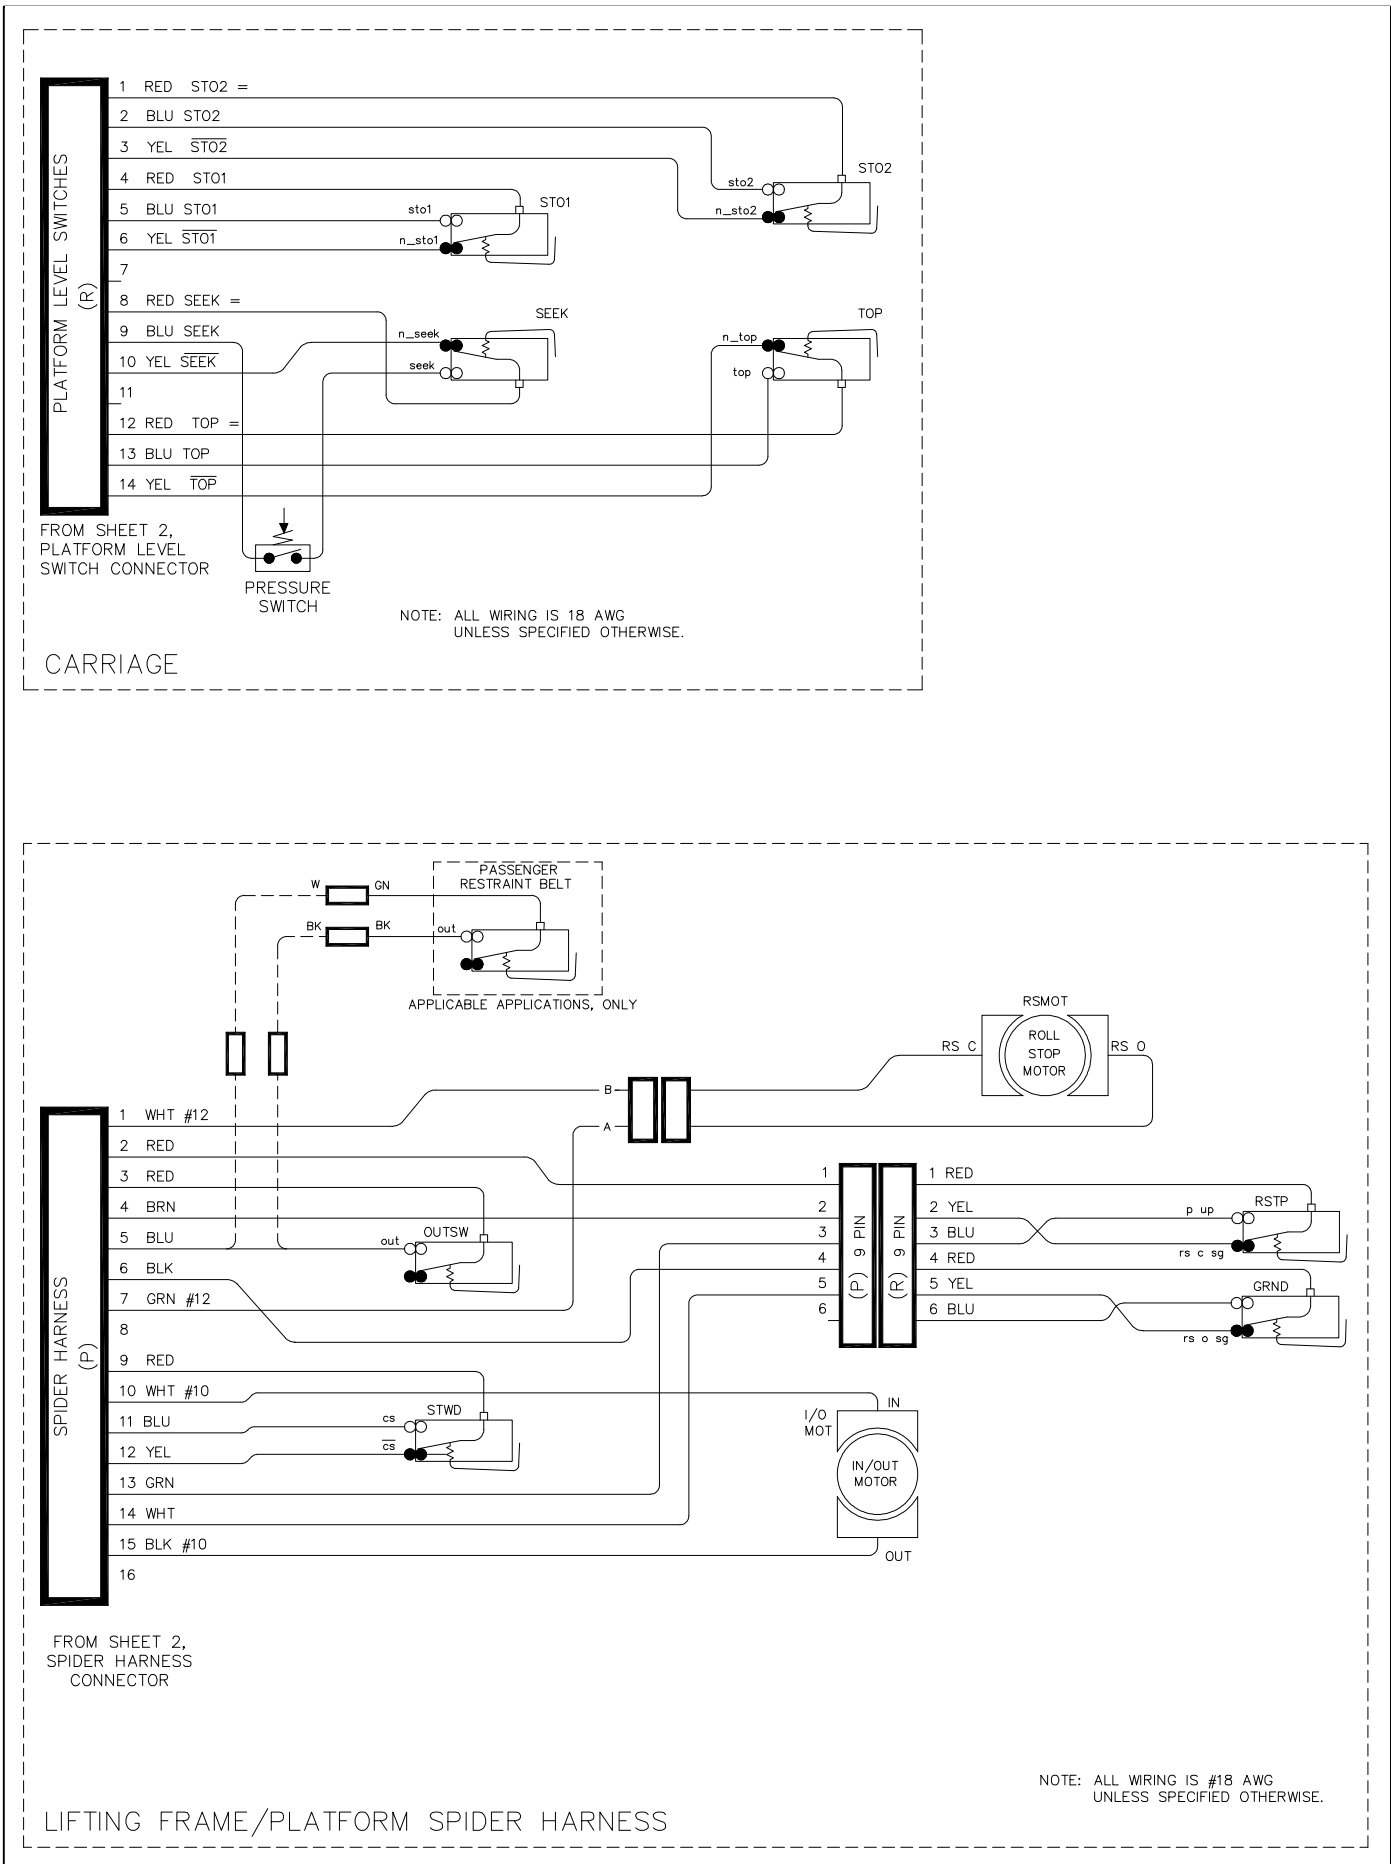 PLATFORM LEVEL SWITCHES
(R)
1 RED STO2 =
2 BLU STO2
3 YEL S̅T̅O̅2̅
4 RED STO1
5 BLU STO1
6 YEL S̅T̅O̅1̅
7
8 RED SEEK =
9 BLU SEEK
10 YEL S̅E̅E̅K̅
11
12 RED TOP =
13 BLU TOP
14 YEL T̅O̅P̅
sto2
n_sto2
STO2
sto1
n_sto1
STO1
SEEK
n_seek
seek
TOP
n_top
top
FROM SHEET 2,
PLATFORM LEVEL
SWITCH CONNECTOR
PRESSURE
SWITCH
NOTE: ALL WIRING IS 18 AWG
UNLESS SPECIFIED OTHERWISE.
CARRIAGE
PASSENGER
RESTRAINT BELT
W
GN
BK
BK
out
APPLICABLE APPLICATIONS, ONLY
RSMOT
RS C
ROLL
STOP
MOTOR
RS O
B
A
SPIDER HARNESS
(P)
1 WHT #12
2 RED
3 RED
4 BRN
5 BLU
6 BLK
7 GRN #12
8
9 RED
10 WHT #10
11 BLU
12 YEL
13 GRN
14 WHT
15 BLK #10
16
out
OUTSW
cs
c̅s̅
STWD
1
2
3
4
5
6
(P) 9 PIN
(R) 9 PIN
1 RED
2 YEL
3 BLU
4 RED
5 YEL
6 BLU
p up
rs c sg
RSTP
GRND
rs o sg
I/O
MOT
IN
IN/OUT
MOTOR
OUT
FROM SHEET 2,
SPIDER HARNESS
CONNECTOR
NOTE: ALL WIRING IS #18 AWG
UNLESS SPECIFIED OTHERWISE.
LIFTING FRAME/PLATFORM SPIDER HARNESS